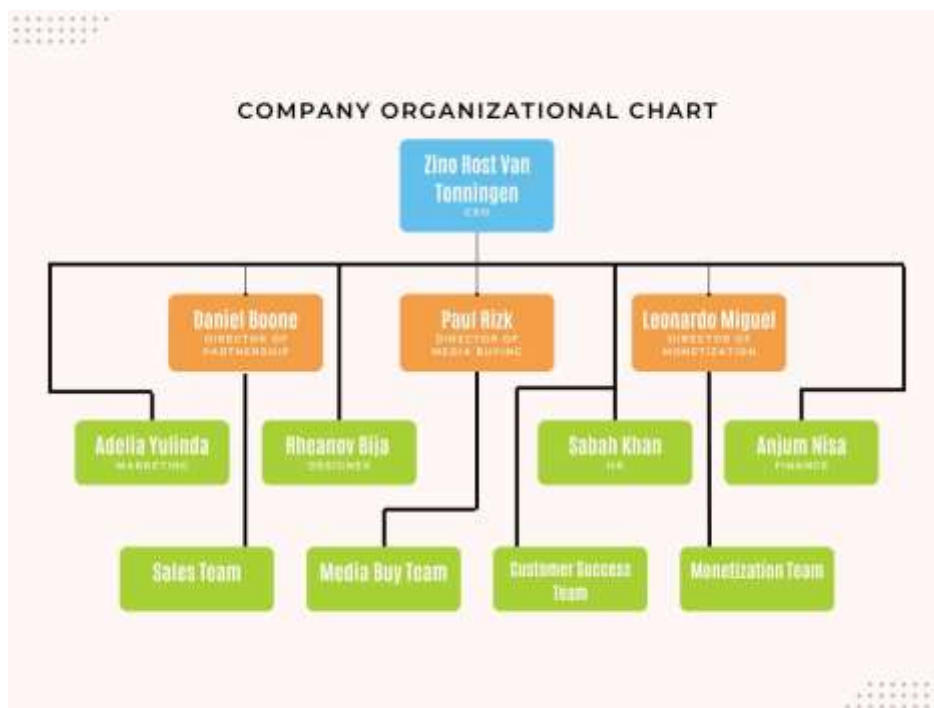 COMPANY ORGANIZATIONAL CHART
Zino Host Van
Tonningen
CEO
Daniel Boone
DIRECTOR OF
PARTNERSHIP
Paul Rizk
DIRECTOR OF
MEDIA BUYING
Leonardo Miguel
DIRECTOR OF
MONETIZATION
Adelia Yulinda
MARKETING
Rheanov Bija
DESIGNER
Sabah Khan
HR
Anjum Nisa
FINANCE
Sales Team
Media Buy Team
Customer Success
Team
Monetization Team